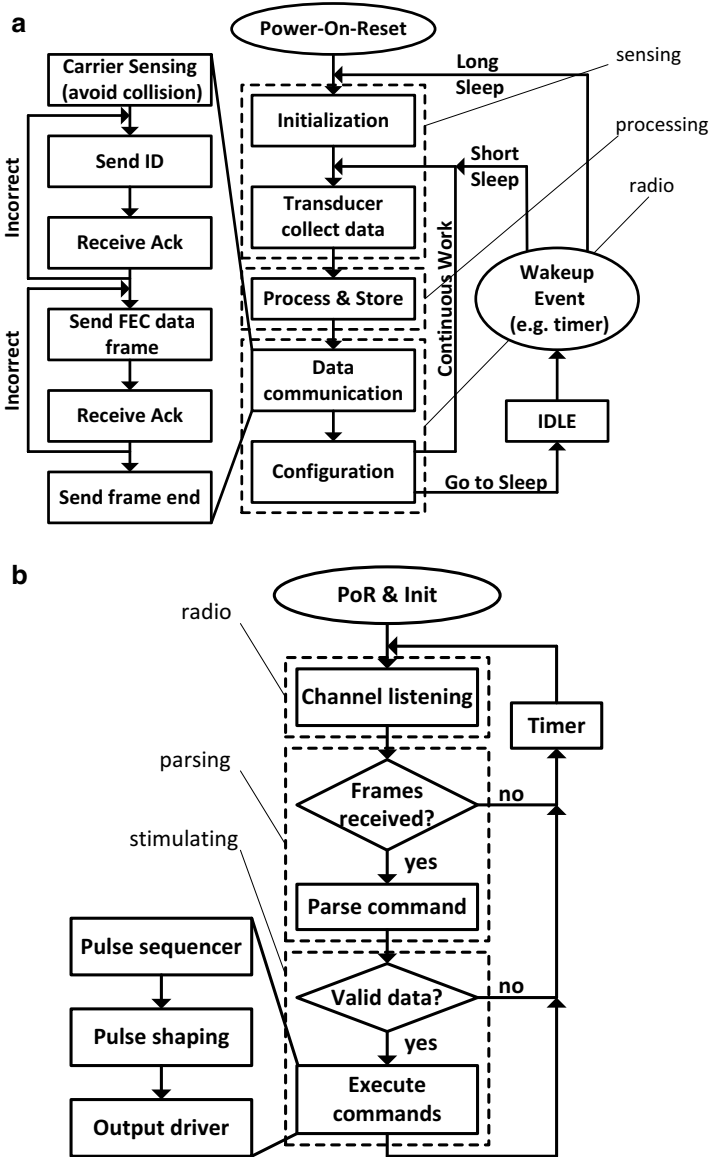 a
Power-On-Reset
Carrier Sensing
(avoid collision)
Send ID
Receive Ack
Incorrect
Send FEC data
frame
Receive Ack
Incorrect
Send frame end
Initialization
Transducer
collect data
Process & Store
Data
communication
Configuration
Long
Sleep
Short
Sleep
Continuous Work
Go to Sleep
IDLE
Wakeup
Event
(e.g. timer)
sensing
processing
radio
b
PoR & Init
radio
Channel listening
Timer
parsing
Frames
received?
no
yes
Parse command
stimulating
Valid data?
no
yes
Execute
commands
Pulse sequencer
Pulse shaping
Output driver